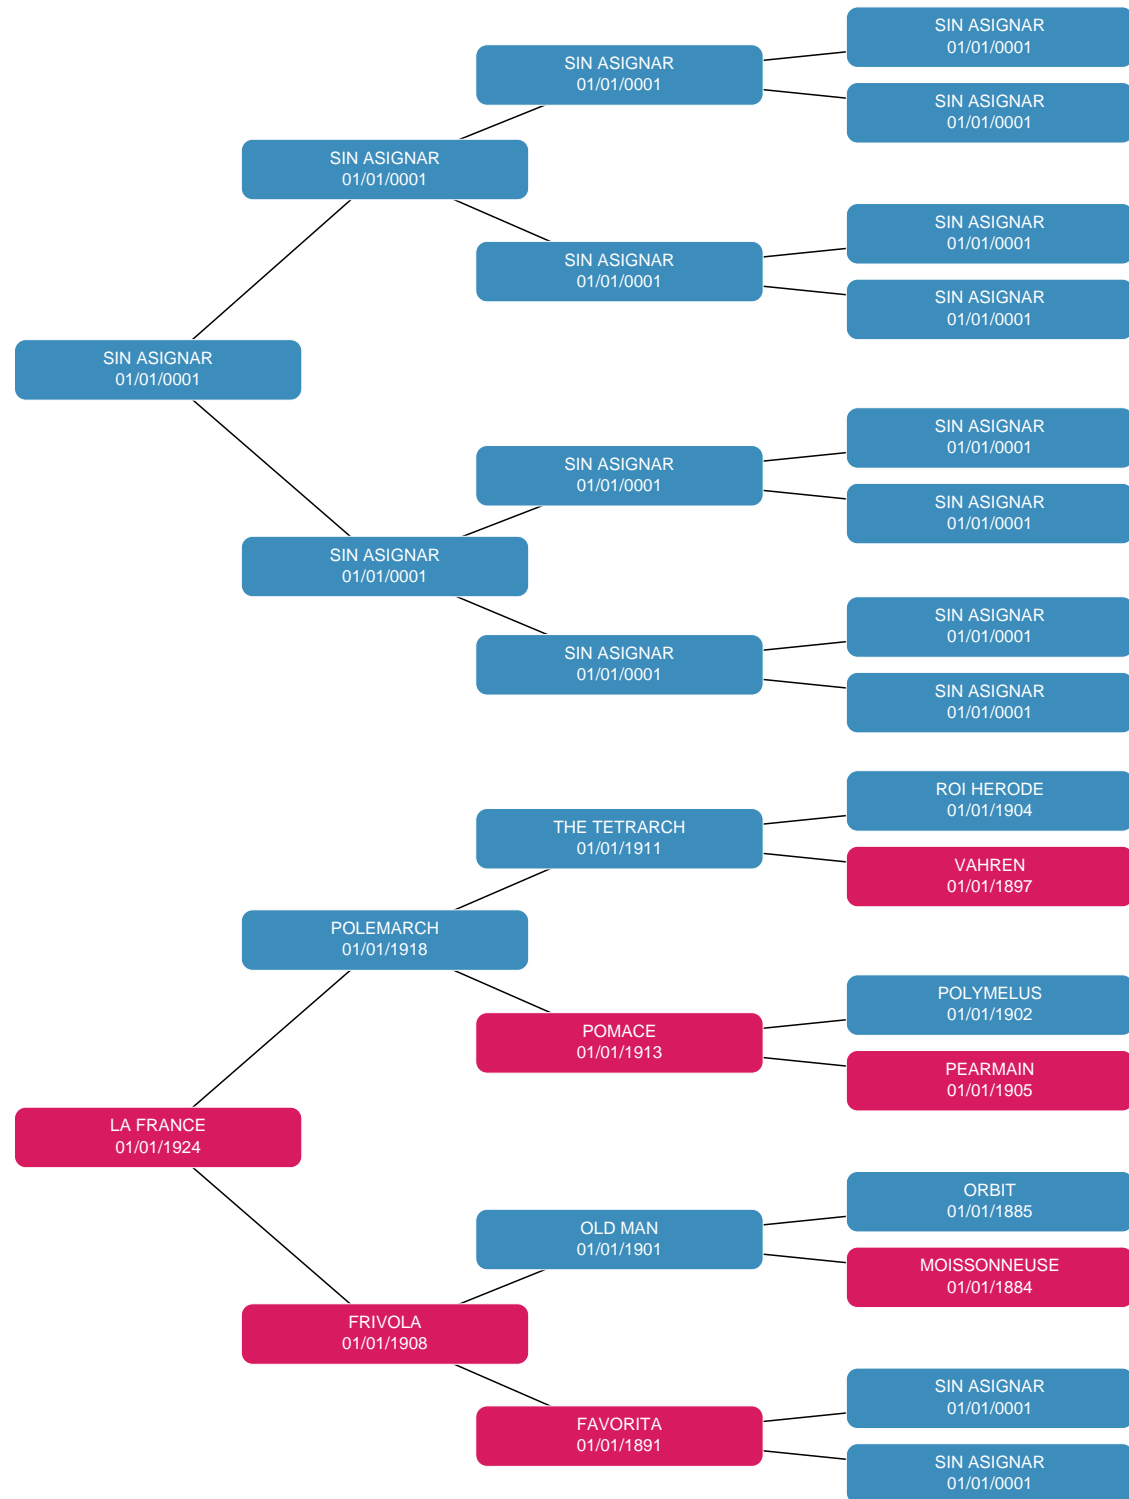 SIN ASIGNAR
01/01/0001
SIN ASIGNAR
01/01/0001
SIN ASIGNAR
01/01/0001
SIN ASIGNAR
01/01/0001
SIN ASIGNAR
01/01/0001
SIN ASIGNAR
01/01/0001
SIN ASIGNAR
01/01/0001
SIN ASIGNAR
01/01/0001
SIN ASIGNAR
01/01/0001
SIN ASIGNAR
01/01/0001
SIN ASIGNAR
01/01/0001
SIN ASIGNAR
01/01/0001
SIN ASIGNAR
01/01/0001
SIN ASIGNAR
01/01/0001
SIN ASIGNAR
01/01/0001
ROI HERODE
01/01/1904
THE TETRARCH
01/01/1911
VAHREN
01/01/1897
POLEMARCH
01/01/1918
POLYMELUS
01/01/1902
POMACE
01/01/1913
PEARMAIN
01/01/1905
LA FRANCE
01/01/1924
ORBIT
01/01/1885
OLD MAN
01/01/1901
MOISSONNEUSE
01/01/1884
FRIVOLA
01/01/1908
SIN ASIGNAR
01/01/0001
FAVORITA
01/01/1891
SIN ASIGNAR
01/01/0001